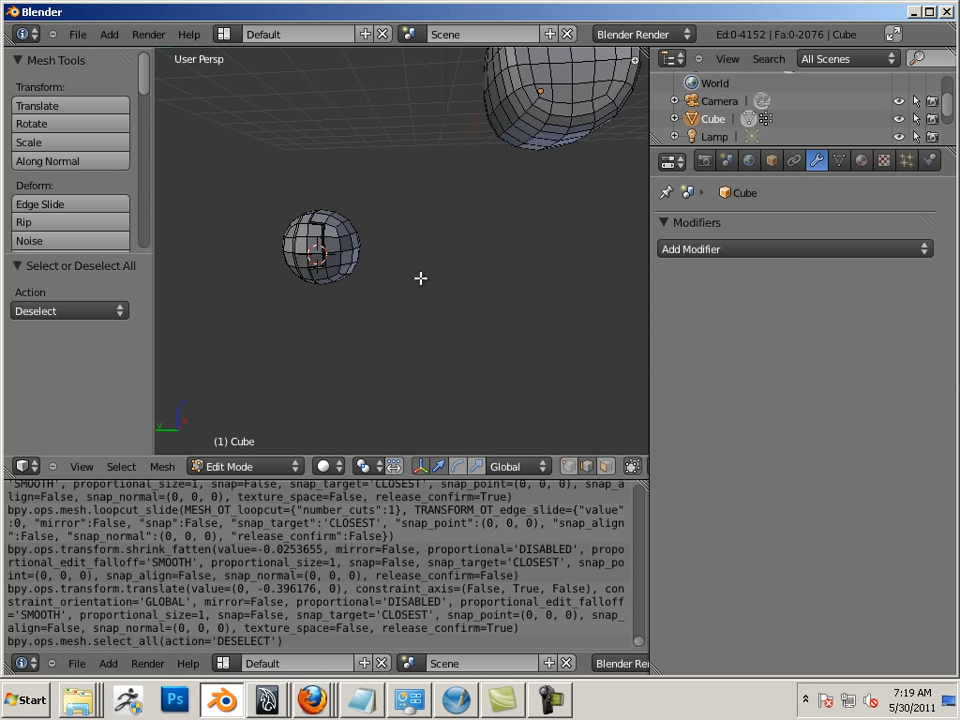 Blender
File Add Render Help Default Scene Blender Render Ed:0-4152 | Fa:0-2076 | Cube
Mesh Tools
Transform:
Translate
Rotate
Scale
Along Normal
Deform:
Edge Slide
Rip
Noise
Select or Deselect All
Action
Deselect
User Persp
(1) Cube
View Search All Scenes
World
Camera
Cube
Lamp
Cube
Modifiers
Add Modifier
View Select Mesh Edit Mode Global
'SMOOTH', proportional_size=1, snap=False, snap_target='CLOSEST', snap_point=(0, 0, 0), snap_a
lign=False, snap_normal=(0, 0, 0), texture_space=False, release_confirm=True)
bpy.ops.mesh.loopcut_slide(MESH_OT_loopcut={"number_cuts":1}, TRANSFORM_OT_edge_slide={"value"
:0, "mirror":False, "snap":False, "snap_target":'CLOSEST', "snap_point":(0, 0, 0), "snap_align
":False, "snap_normal":(0, 0, 0), "release_confirm":False})
bpy.ops.transform.shrink_fatten(value=-0.0253655, mirror=False, proportional='DISABLED', propo
rtional_edit_falloff='SMOOTH', proportional_size=1, snap=False, snap_target='CLOSEST', snap_po
int=(0, 0, 0), snap_align=False, snap_normal=(0, 0, 0), release_confirm=False)
bpy.ops.transform.translate(value=(0, -0.396176, 0), constraint_axis=(False, True, False), con
straint_orientation='GLOBAL', mirror=False, proportional='DISABLED', proportional_edit_falloff
='SMOOTH', proportional_size=1, snap=False, snap_target='CLOSEST', snap_point=(0, 0, 0), snap_
align=False, snap_normal=(0, 0, 0), texture_space=False, release_confirm=True)
bpy.ops.mesh.select_all(action='DESELECT')
File Add Render Help Default Scene Blender Re
Start
Ps
7:19 AM
5/30/2011